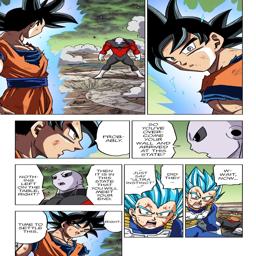 SO
YOU'VE
OVER-
COME
YOUR
WALL AND
ARRIVED
AT THIS
STATE?
PROB-
ABLY.
W-
WAIT,
NOW...
DID
THEY
JUST SAY
"ULTRA
INSTINCT"
...?
THEN
IT IS IN
THIS
STATE
THAT YOU
WILL MEET
YOUR
END.
NOTH-
ING
LEFT
ON THE
TABLE,
RIGHT?
RIGHT.
TIME TO
SETTLE
THIS.